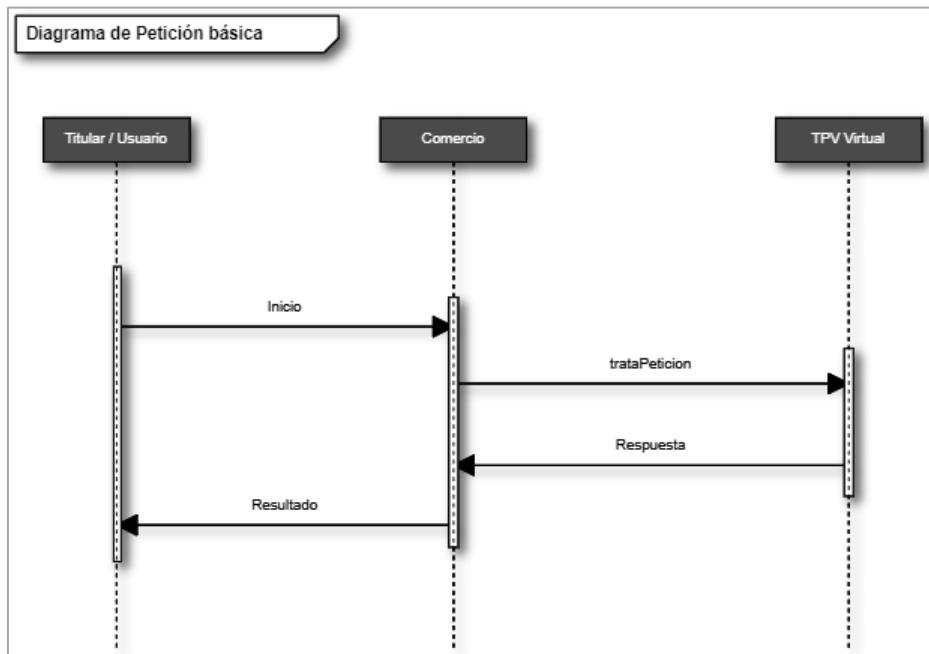 Diagrama de Petición básica
Titular / Usuario
Comercio
TPV Virtual
Inicio
trataPeticion
Respuesta
Resultado